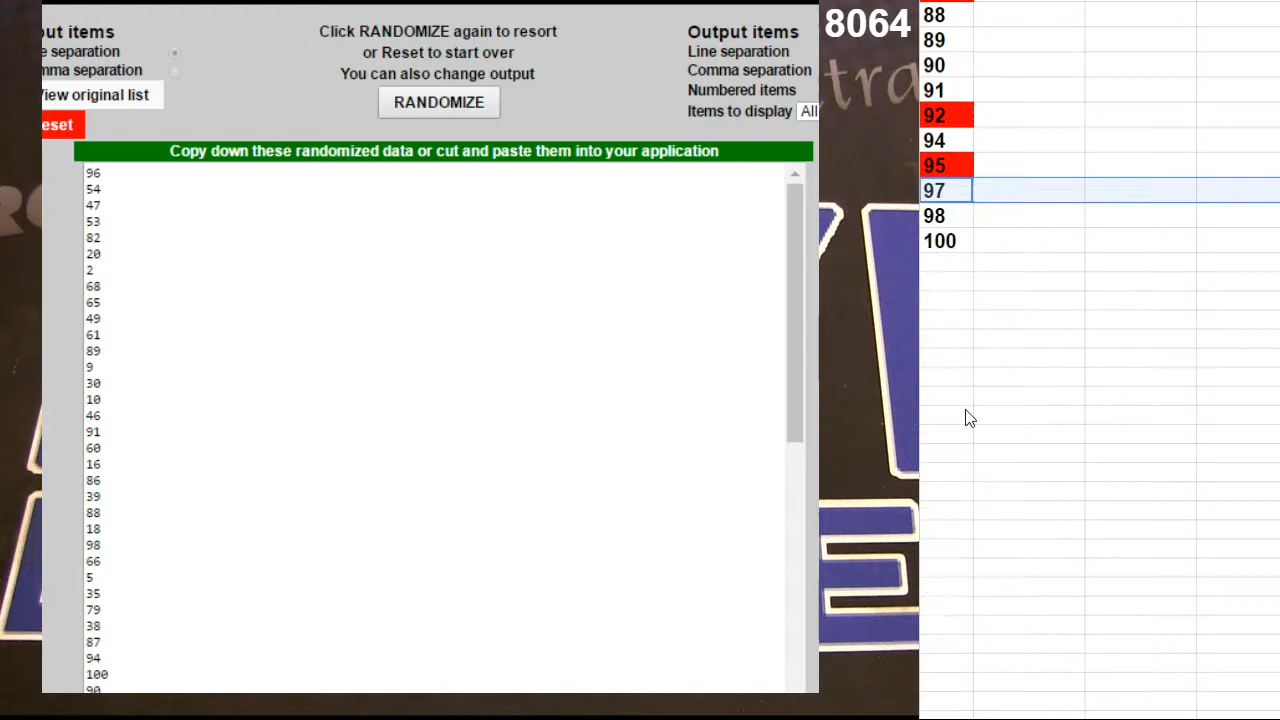 put items
e separation
mma separation
View original list
eset
Click RANDOMIZE again to resort
or Reset to start over
You can also change output
RANDOMIZE
Output items
Line separation
Comma separation
Numbered items
Items to display All
Copy down these randomized data or cut and paste them into your application
96
54
47
53
82
20
2
68
65
49
61
89
9
30
10
46
91
60
16
86
39
88
18
98
66
5
35
79
38
87
94
100
90
8064
tra
88
89
90
91
92
94
95
97
98
100